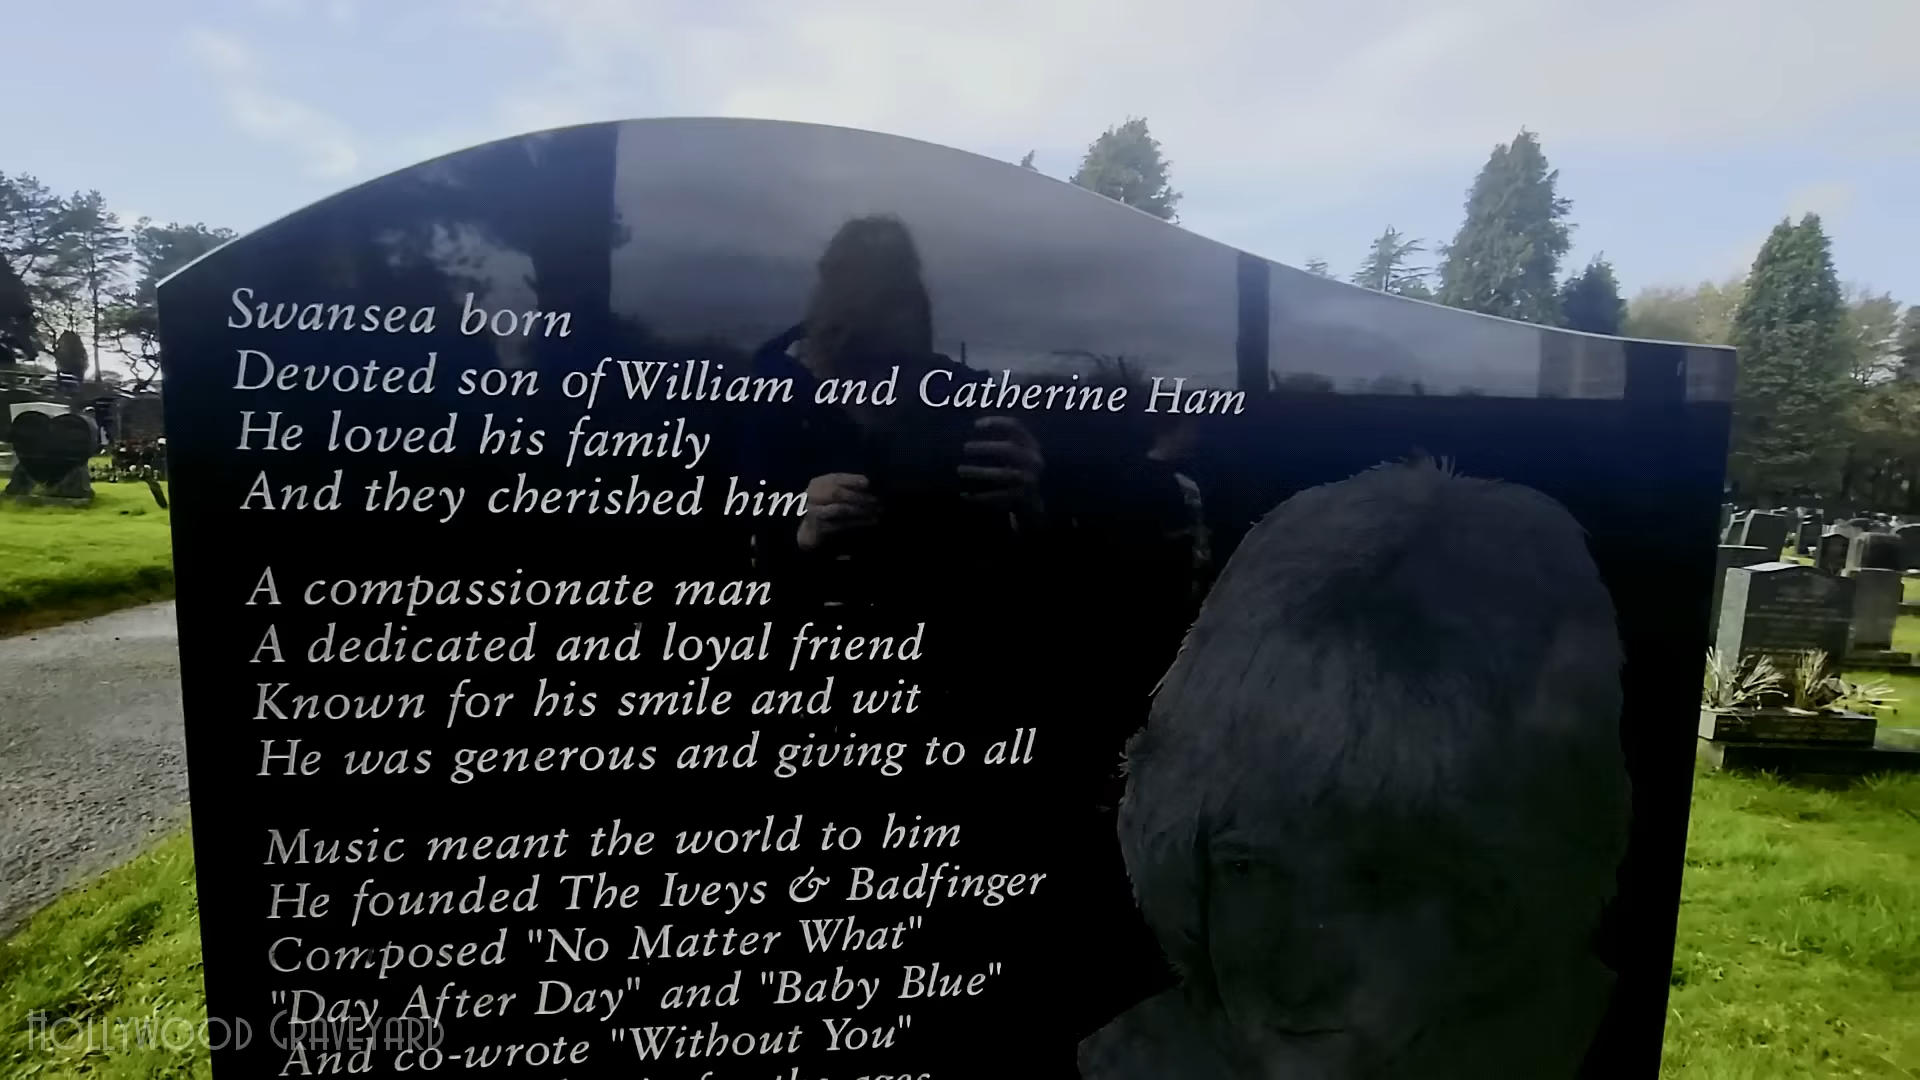 Swansea born
Devoted son of William and Catherine Ham
He loved his family
And they cherished him
A compassionate man
A dedicated and loyal friend
Known for his smile and wit
He was generous and giving to all
Music meant the world to him
He founded The Iveys & Badfinger
Composed "No Matter What"
"Day After Day" and "Baby Blue"
And co-wrote "Without You"
ages
HOLLYWOOD GRAVEYARD